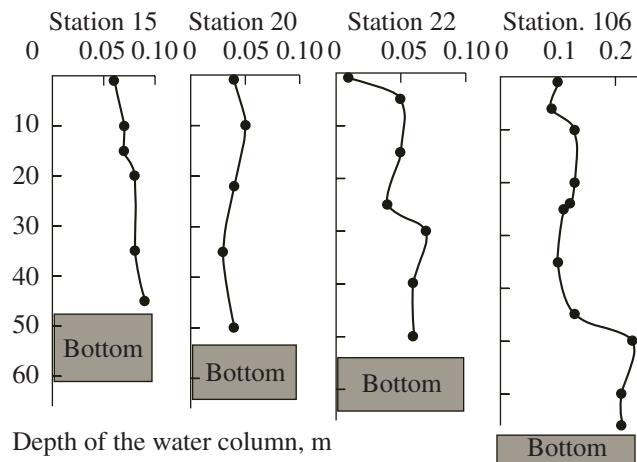 Station 15 Station 20 Station 22 Station. 106
0 0.05 0.10 0 0.05 0.10 0 0.05 0.10 0 0.1 0.2
10
20
30
40
50
60
Bottom
Bottom
Bottom
Bottom
Depth of the water column, m